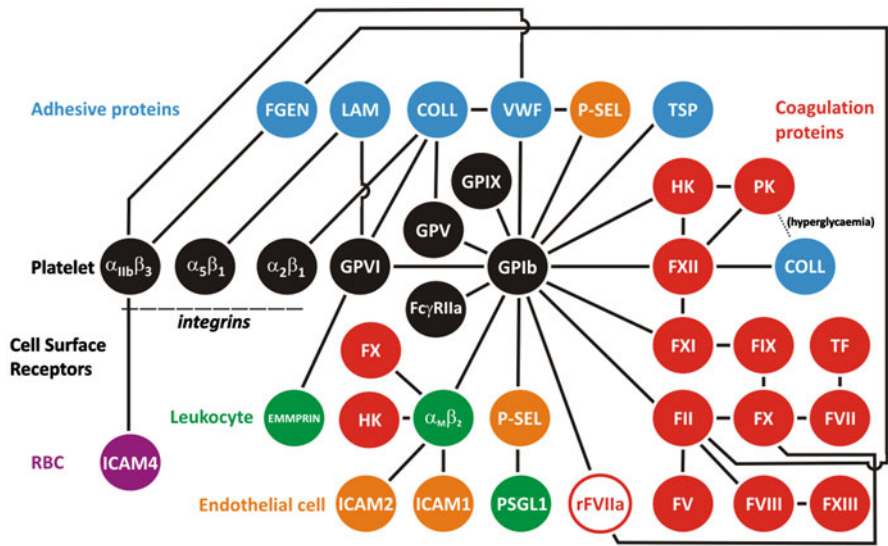 Adhesive proteins
FGEN
LAM
COLL
VWF
P-SEL
TSP
Coagulation
proteins
GPIX
HK
PK
(hyperglycaemia)
GPV
Platelet
αIIbβ3
α5β1
α2β1
GPVI
GPIb
FXII
COLL
integrins
FcγRIIa
Cell Surface
Receptors
FX
FXI
FIX
TF
Leukocyte
EMMPRIN
HK
αMβ2
P-SEL
FII
FX
FVII
RBC
ICAM4
Endothelial cell
ICAM2
ICAM1
PSGL1
rFVIIa
FV
FVIII
FXIII